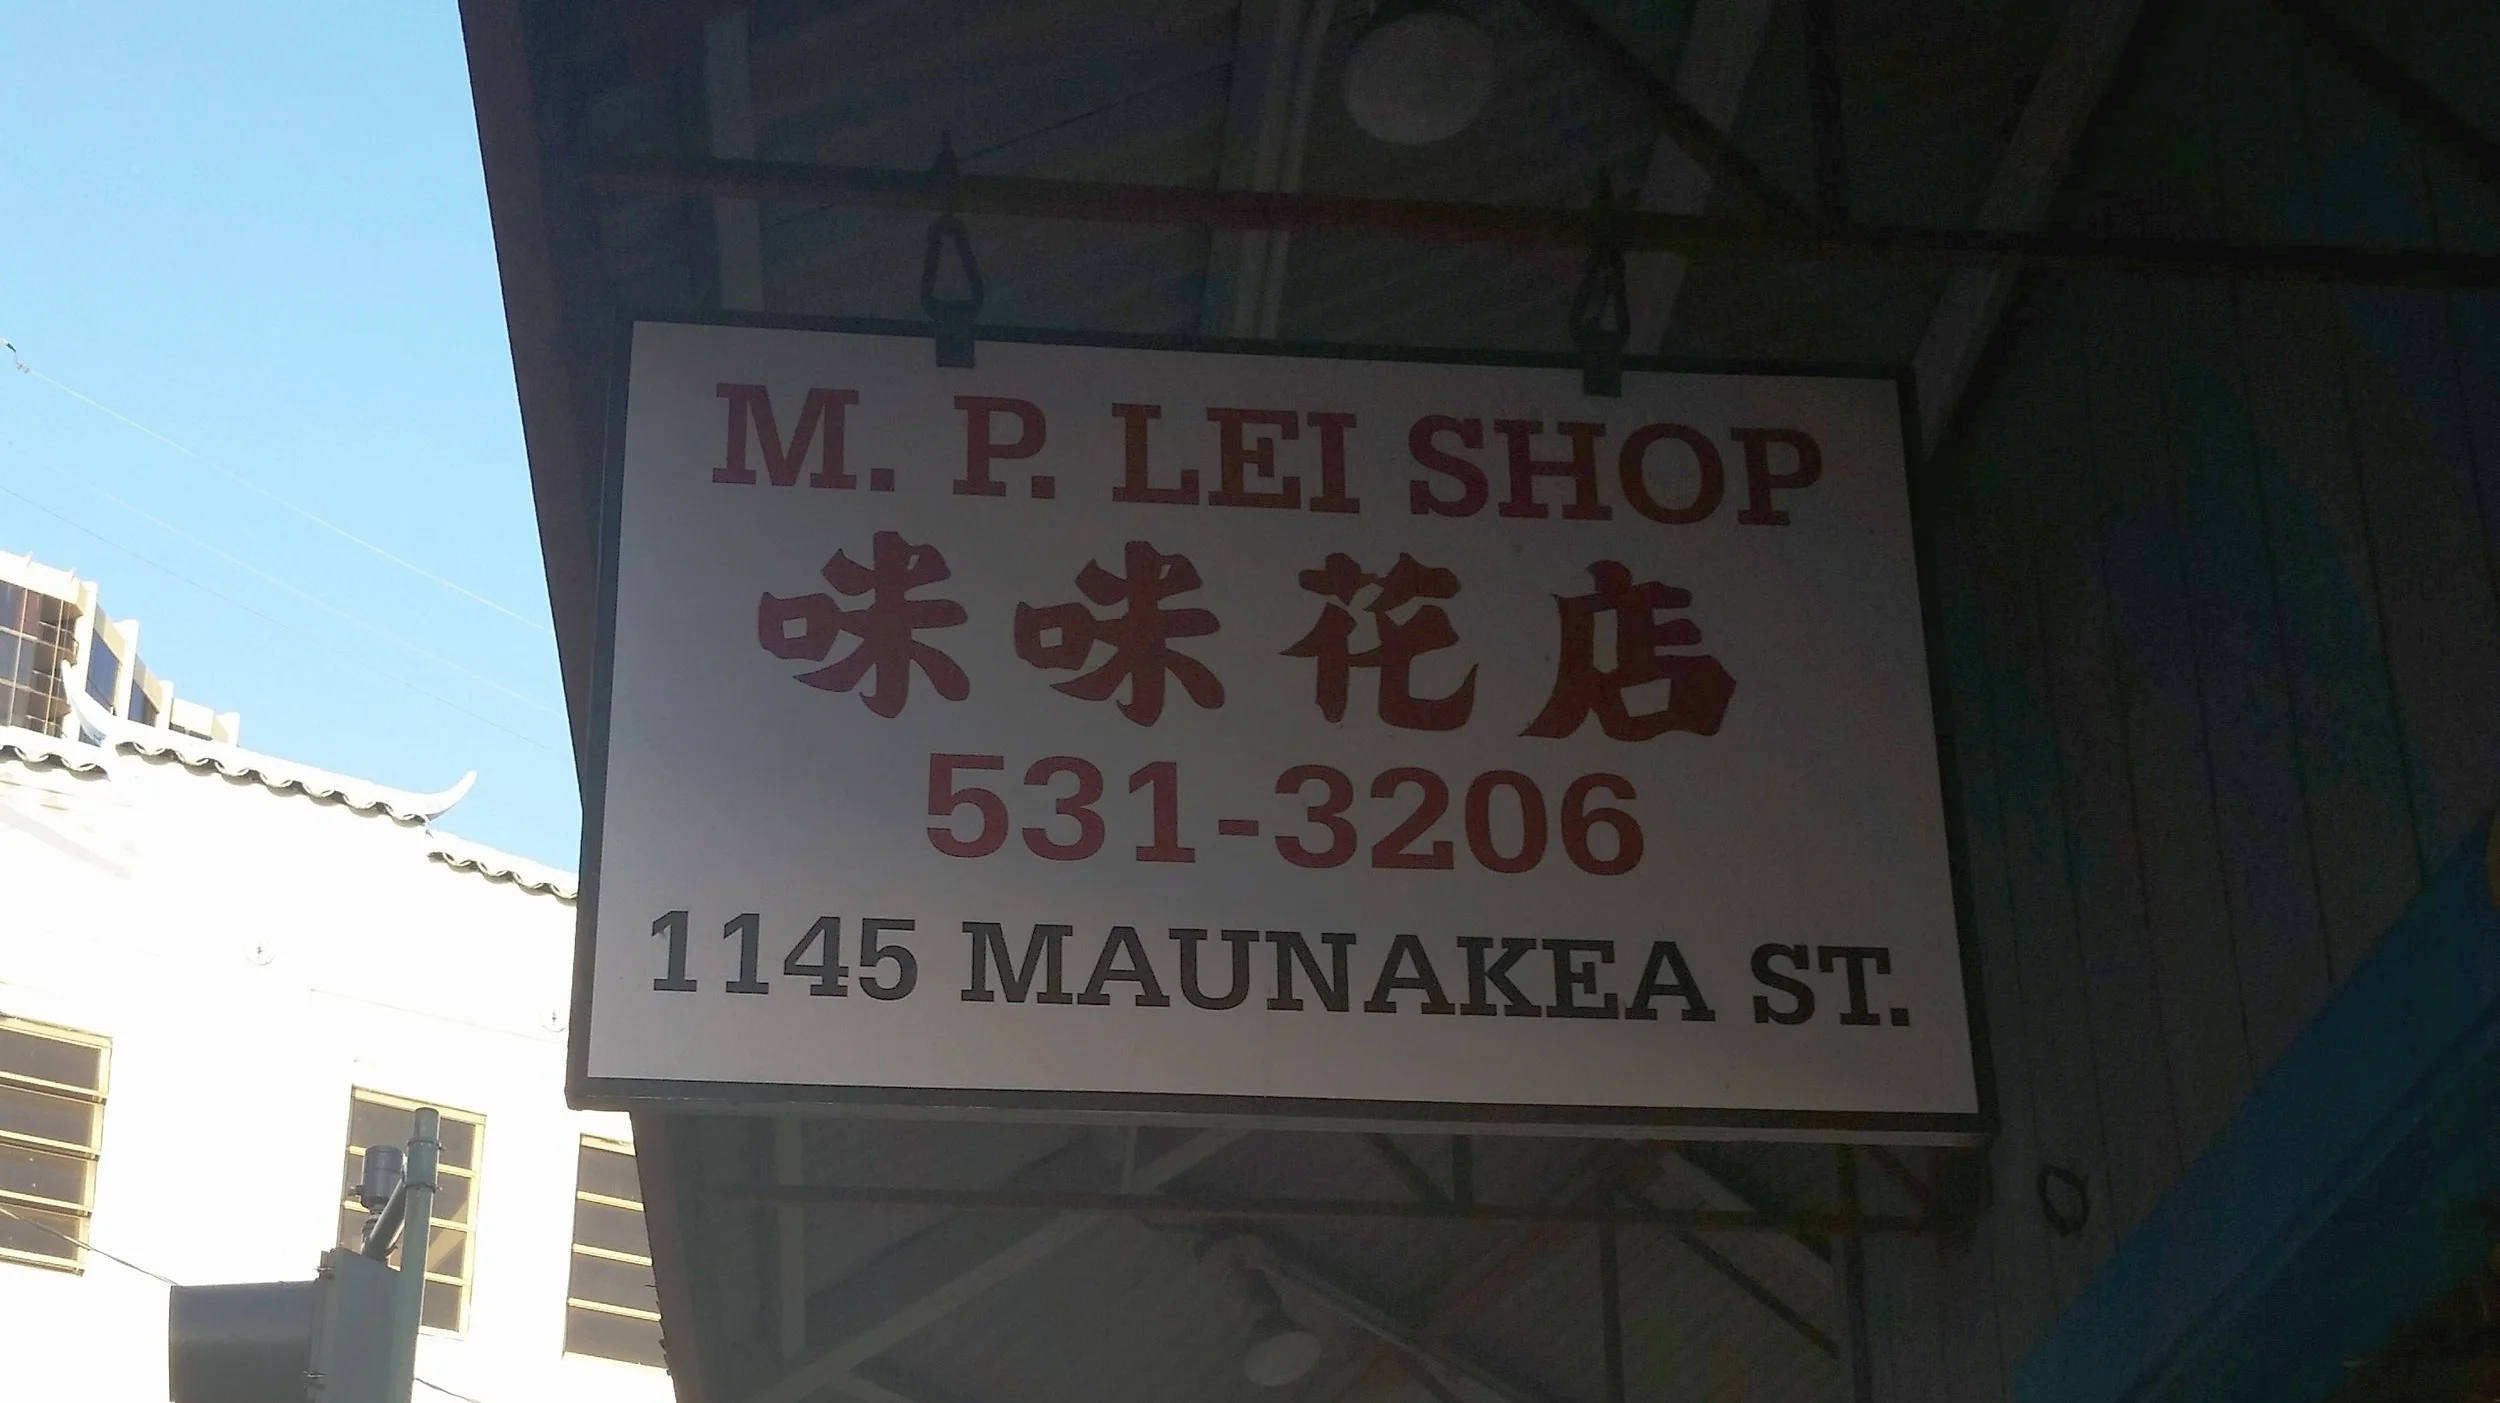 M. P. LEI SHOP
咪咪花店
531-3206
1145 MAUNAKEA ST.